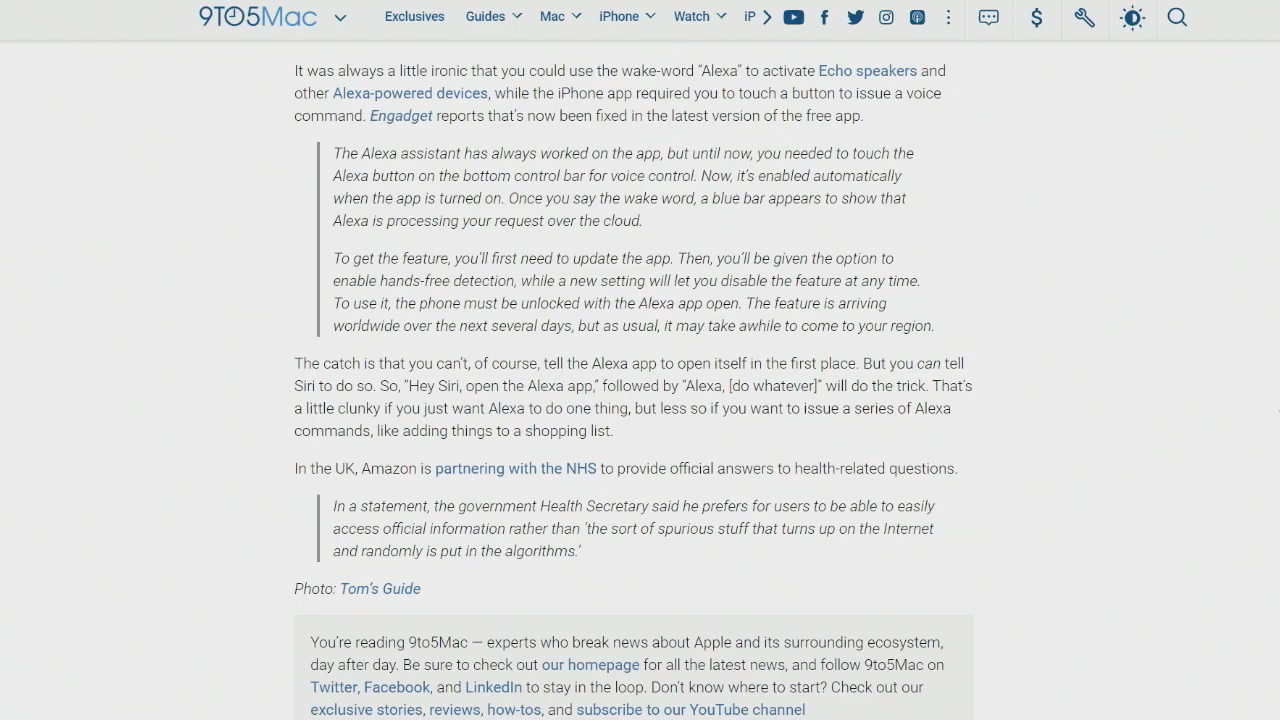 9TO5Mac
Exclusives Guides Mac iPhone Watch iP
It was always a little ironic that you could use the wake-word “Alexa” to activate Echo speakers and
other Alexa-powered devices, while the iPhone app required you to touch a button to issue a voice
command. Engadget reports that’s now been fixed in the latest version of the free app.
The Alexa assistant has always worked on the app, but until now, you needed to touch the
Alexa button on the bottom control bar for voice control. Now, it’s enabled automatically
when the app is turned on. Once you say the wake word, a blue bar appears to show that
Alexa is processing your request over the cloud.
To get the feature, you’ll first need to update the app. Then, you’ll be given the option to
enable hands-free detection, while a new setting will let you disable the feature at any time.
To use it, the phone must be unlocked with the Alexa app open. The feature is arriving
worldwide over the next several days, but as usual, it may take awhile to come to your region.
The catch is that you can’t, of course, tell the Alexa app to open itself in the first place. But you can tell
Siri to do so. So, “Hey Siri, open the Alexa app,” followed by “Alexa, [do whatever]” will do the trick. That’s
a little clunky if you just want Alexa to do one thing, but less so if you want to issue a series of Alexa
commands, like adding things to a shopping list.
In the UK, Amazon is partnering with the NHS to provide official answers to health-related questions.
In a statement, the government Health Secretary said he prefers for users to be able to easily
access official information rather than ‘the sort of spurious stuff that turns up on the Internet
and randomly is put in the algorithms.’
Photo: Tom’s Guide
You’re reading 9to5Mac — experts who break news about Apple and its surrounding ecosystem,
day after day. Be sure to check out our homepage for all the latest news, and follow 9to5Mac on
Twitter, Facebook, and LinkedIn to stay in the loop. Don’t know where to start? Check out our
exclusive stories, reviews, how-tos, and subscribe to our YouTube channel